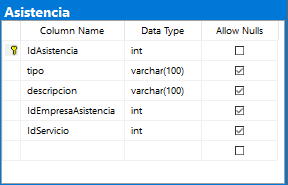 Asistencia
Column Name Data Type Allow Nulls
IdAsistencia int
tipo varchar(100)
descripcion varchar(100)
IdEmpresaAsistencia int
IdServicio int